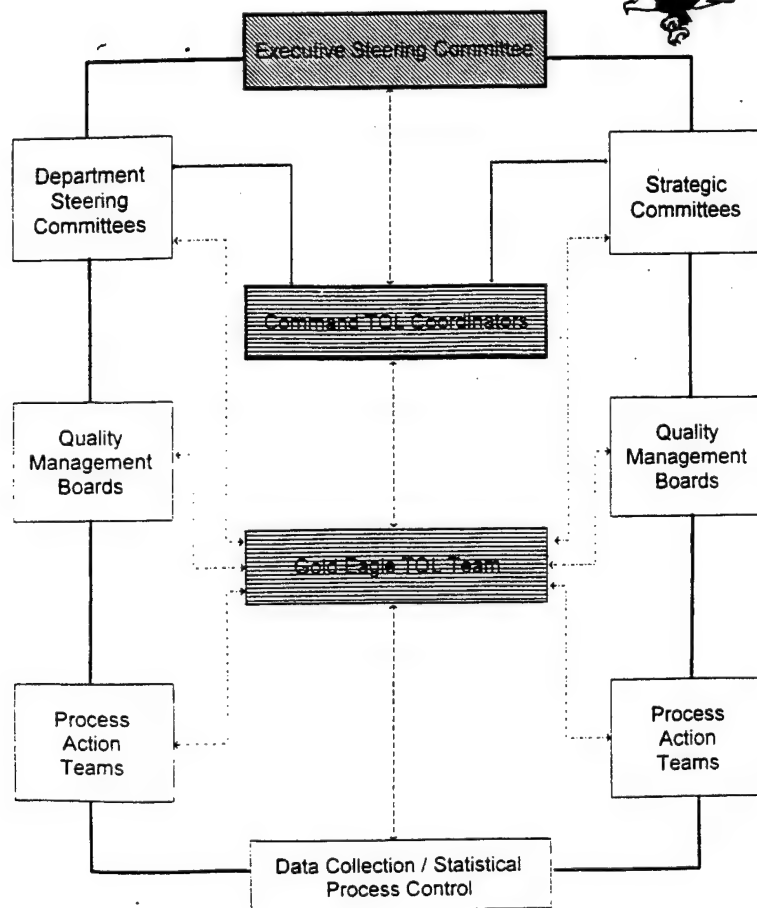 Executive Steering Committee
Department
Steering
Committees
Strategic
Committees
Command TQL Coordinators
Quality
Management
Boards
Quality
Management
Boards
Gold Eagle TQL Team
Process
Action
Teams
Process
Action
Teams
Data Collection / Statistical
Process Control